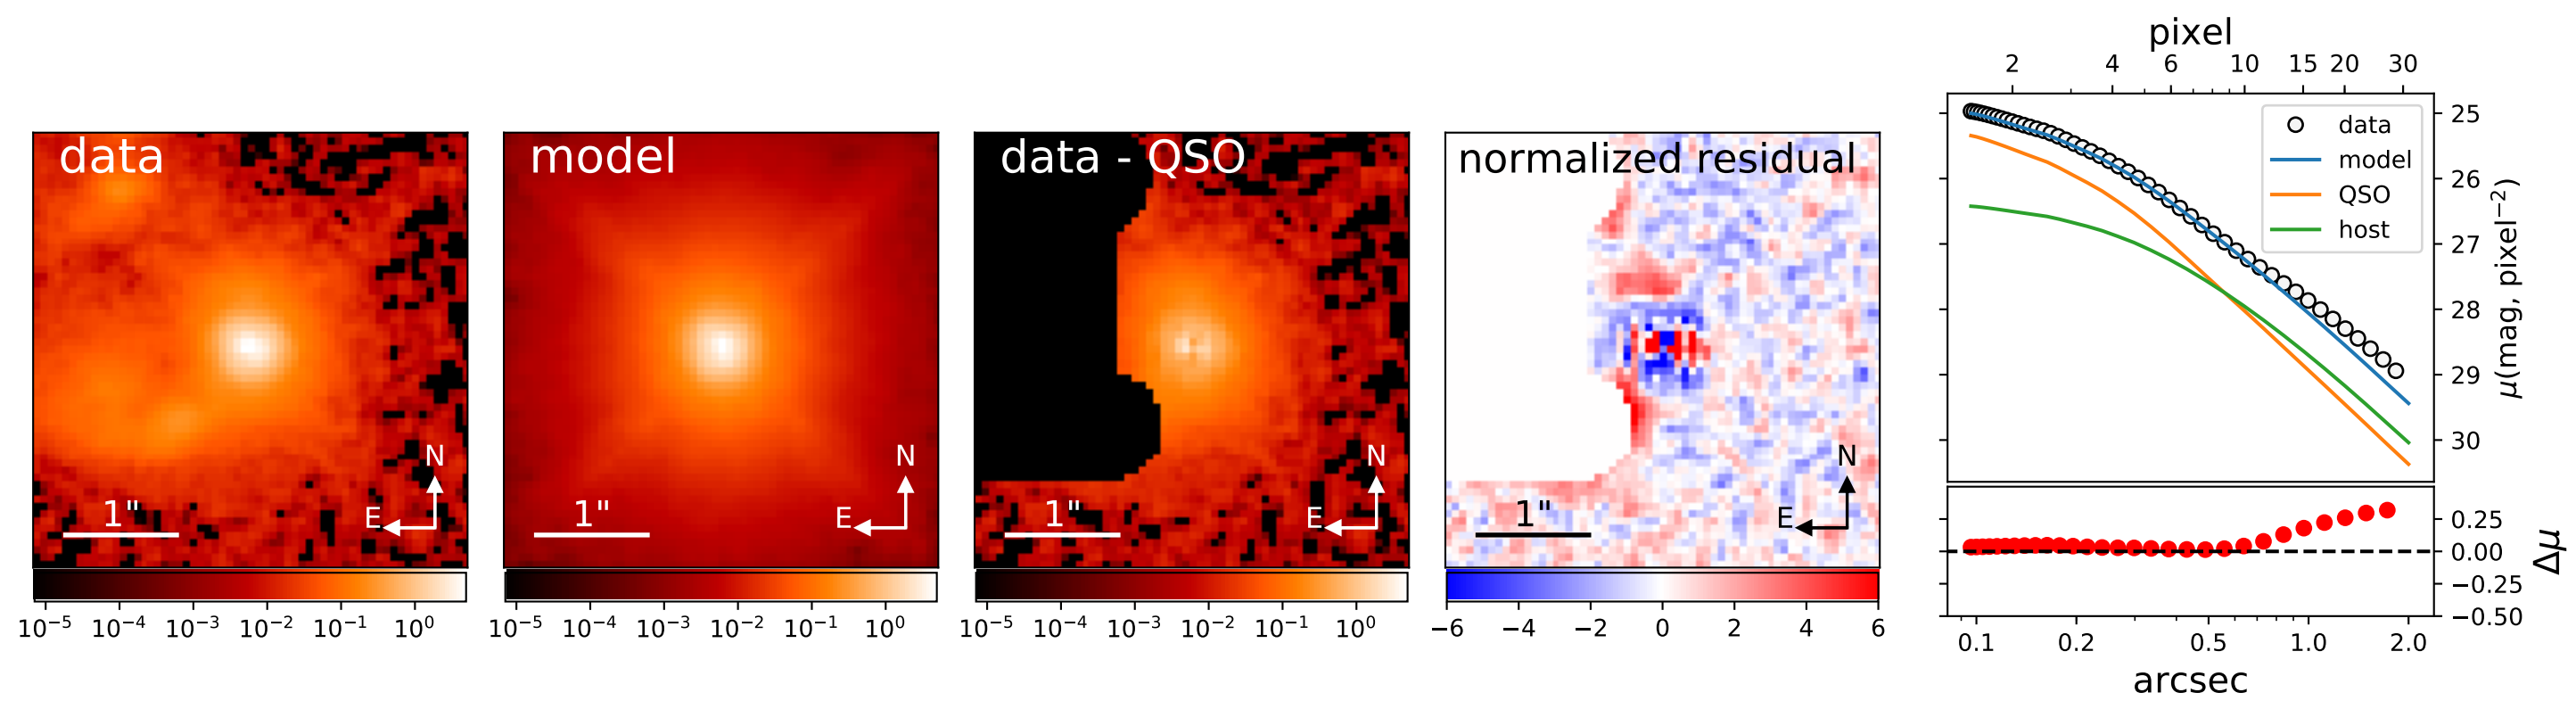 data
N
E
1"
10⁻⁵ 10⁻⁴ 10⁻³ 10⁻² 10⁻¹ 10⁰
model
N
E
1"
10⁻⁵ 10⁻⁴ 10⁻³ 10⁻² 10⁻¹ 10⁰
data - QSO
N
E
1"
10⁻⁵ 10⁻⁴ 10⁻³ 10⁻² 10⁻¹ 10⁰
normalized residual
N
E
1"
−6 −4 −2 0 2 4 6
pixel
2 4 6 10 15 20 30
data
model
QSO
host
25
26
27
28
29
30
μ(mag, pixel⁻²)
0.25
0.00
−0.25
−0.50
Δμ
0.1 0.2 0.5 1.0 2.0
arcsec